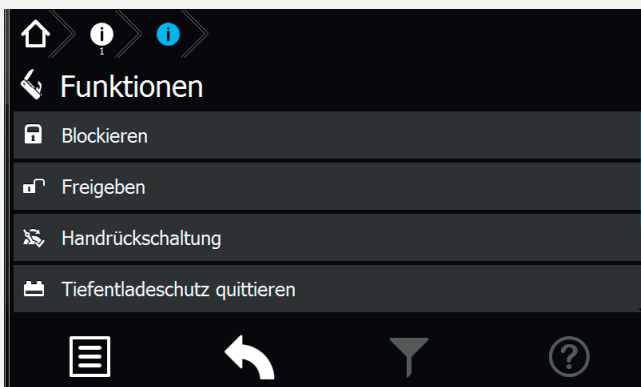 1
Funktionen
Blockieren
Freigeben
Handrückschaltung
Tiefentladeschutz quittieren